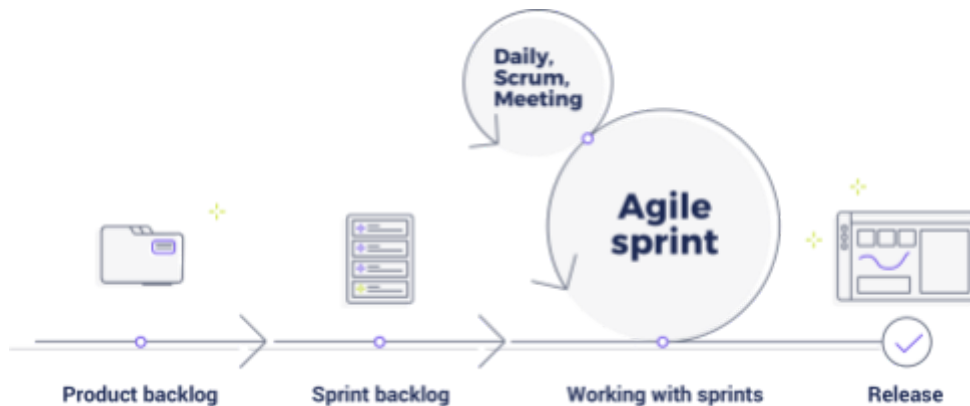 Daily,
Scrum,
Meeting
Agile
sprint
Product backlog
Sprint backlog
Working with sprints
Release